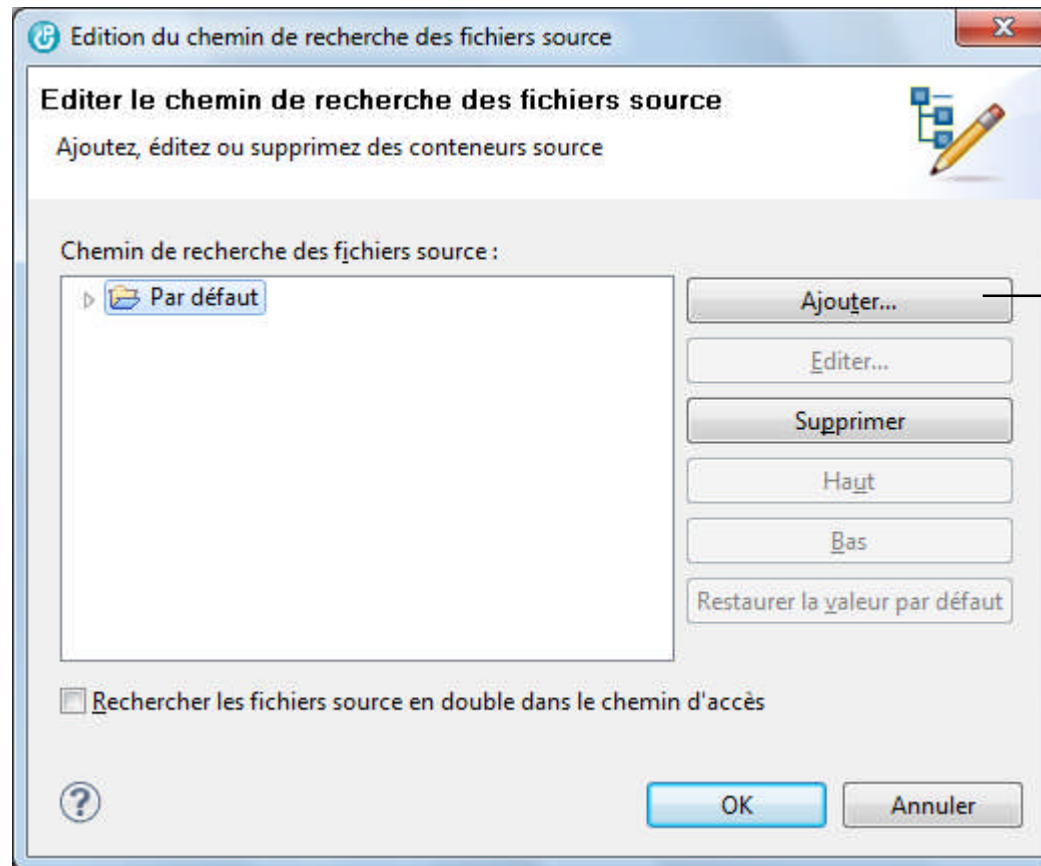 Edition du chemin de recherche des fichiers source
Editer le chemin de recherche des fichiers source
Ajoutez, éditez ou supprimez des conteneurs source
Chemin de recherche des fichiers source :
Par défaut
Ajouter...
Editer...
Supprimer
Haut
Bas
Restaurer la valeur par défaut
Rechercher les fichiers source en double dans le chemin d'accès
OK
Annuler